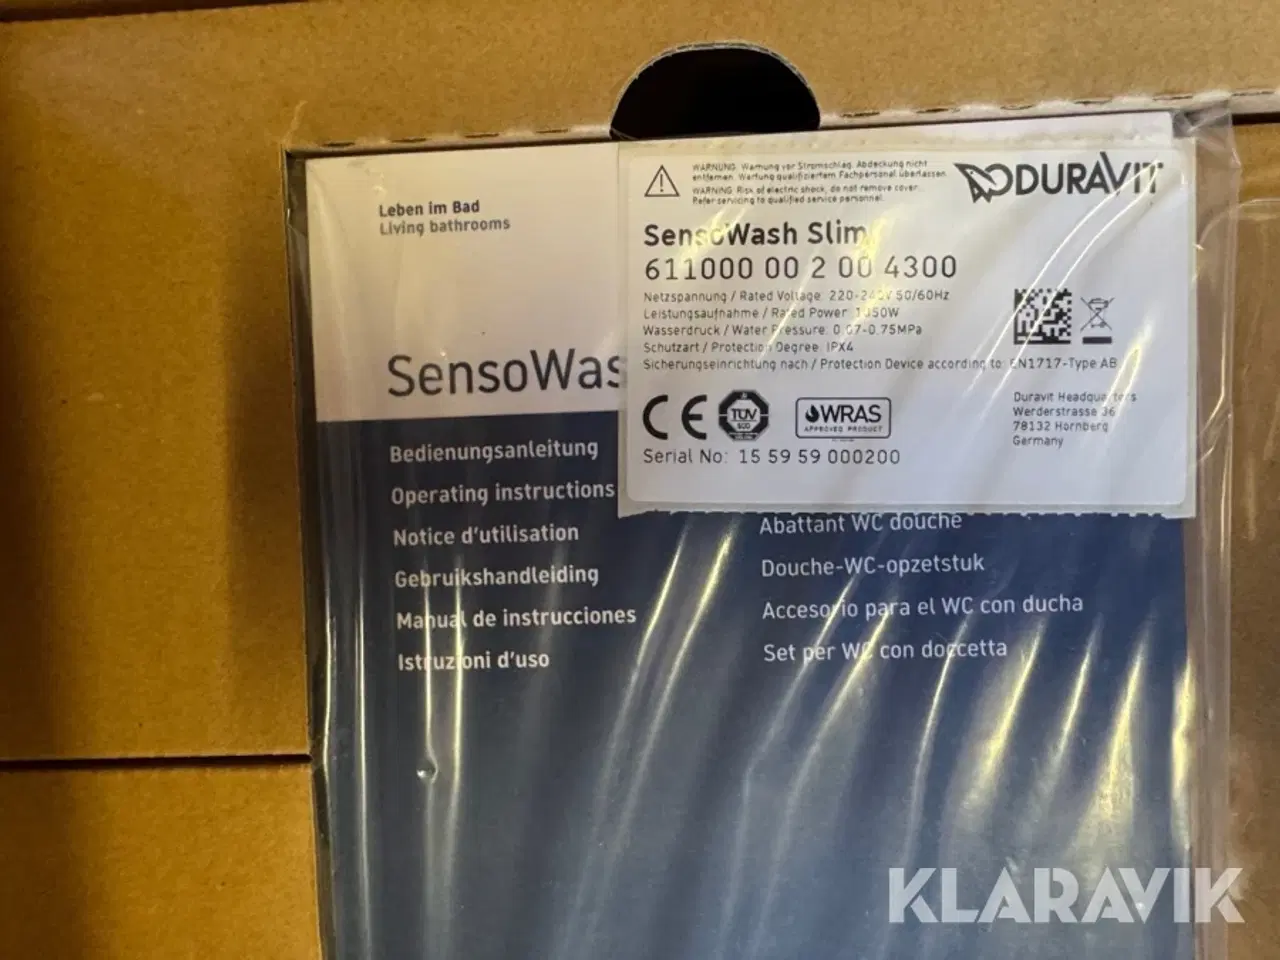 Leben im Bad
Living bathrooms
SensoWas
Bedienungsanleitung
Operating instructions
Notice d'utilisation
Gebruikshandleiding
Manual de instrucciones
Istruzioni d'uso
Abattant WC douche
Douche-WC-opzetstuk
Accesorio para el WC con ducha
Set per WC con doccetta
WARNUNG: Warnung vor Stromschlag. Abdeckung nicht
entfernen. Wartung qualifiziertem Fachpersonal überlassen.
WARNING: Risk of electric shock, do not remove cover.
Refer servicing to qualified service personnel.
DURAVIT
SensoWash Slim
611000 00 2 00 4300
Netzspannung / Rated Voltage: 220-240V 50/60Hz
Leistungsaufnahme / Rated Power:
Wasserdruck / Water Pressure: 0,07-0,75MPa
Schutzart / Protection Degree: IPX4
Sicherungseinrichtung nach / Protection Device according to: EN1717-Type AB
CE
TÜV
SÜD
WRAS
APPROVED PRODUCT
Serial No: 15 59 59 000200
Duravit Headquarters
Werderstrasse 36
78132 Hornberg
Germany
KLARAVIK